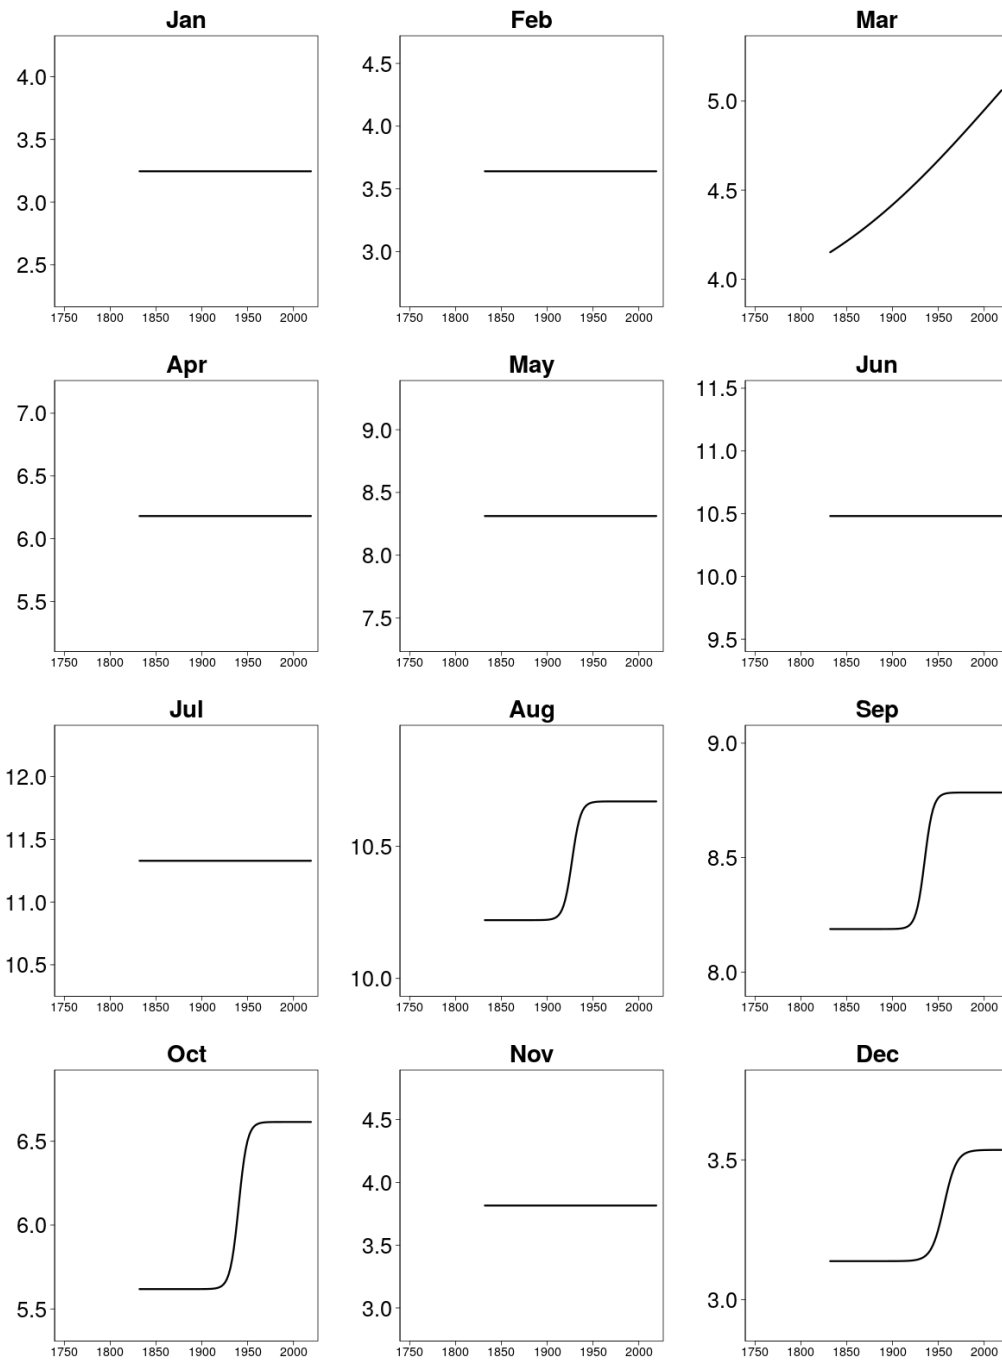 Jan Feb Mar
4.0 4.5 5.0
3.5 4.0 4.5
3.0 3.5 4.0
2.5 3.0
1750 1800 1850 1900 1950 2000 1750 1800 1850 1900 1950 2000 1750 1800 1850 1900 1950 2000
Apr May Jun
7.0 9.0 11.5
6.5 8.5 11.0
6.0 8.0 10.5
5.5 7.5 10.0
9.5
1750 1800 1850 1900 1950 2000 1750 1800 1850 1900 1950 2000 1750 1800 1850 1900 1950 2000
Jul Aug Sep
12.0 10.5 9.0
11.5 10.0 8.5
11.0 8.0
10.5
1750 1800 1850 1900 1950 2000 1750 1800 1850 1900 1950 2000 1750 1800 1850 1900 1950 2000
Oct Nov Dec
6.5 4.5 3.5
6.0 4.0 3.0
5.5 3.5
3.0
1750 1800 1850 1900 1950 2000 1750 1800 1850 1900 1950 2000 1750 1800 1850 1900 1950 2000